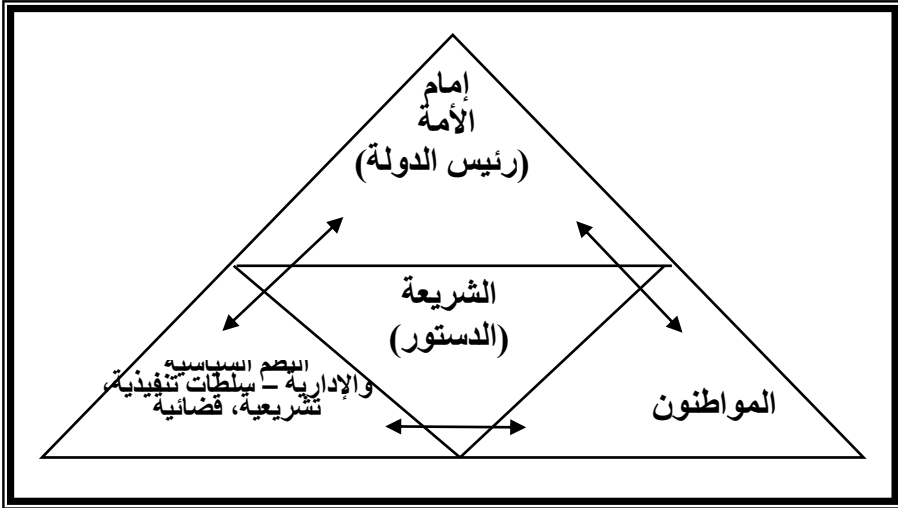 إمام
الأمة
(رئيس الدولة)
الشريعة
(الدستور)
النظم السياسية
والإدارية – سلطات تنفيذية،
تشريعية، قضائية
المواطنون